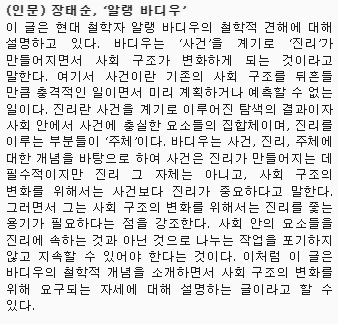 (인문) 장태순, '알랭 바디우'
이 글은 현대 철학자 알랭 바디우의 철학적 견해에 대해
설명하고 있다. 바디우는 '사건'을 계기로 '진리'가
만들어지면서 사회 구조가 변화하게 되는 것이라고
말한다. 여기서 사건이란 기존의 사회 구조를 뒤흔들
만큼 충격적인 일이면서 미리 계획하거나 예측할 수 없는
일이다. 진리란 사건을 계기로 이루어진 탐색의 결과이자
사회 안에서 사건에 충실한 요소들의 집합체이며, 진리를
이루는 부분들이 '주체'이다. 바디우는 사건, 진리, 주체에
대한 개념을 바탕으로 하여 사건은 진리가 만들어지는 데
필수적이지만 진리 그 자체는 아니고, 사회 구조의
변화를 위해서는 사건보다 진리가 중요하다고 말한다.
그러면서 그는 사회 구조의 변화를 위해서는 진리를 쫓는
용기가 필요하다는 점을 강조한다. 사회 안의 요소들을
진리에 속하는 것과 아닌 것으로 나누는 작업을 포기하지
않고 지속할 수 있어야 한다는 것이다. 이처럼 이 글은
바디우의 철학적 개념을 소개하면서 사회 구조의 변화를
위해 요구되는 자세에 대해 설명하는 글이라고 할 수
있다.